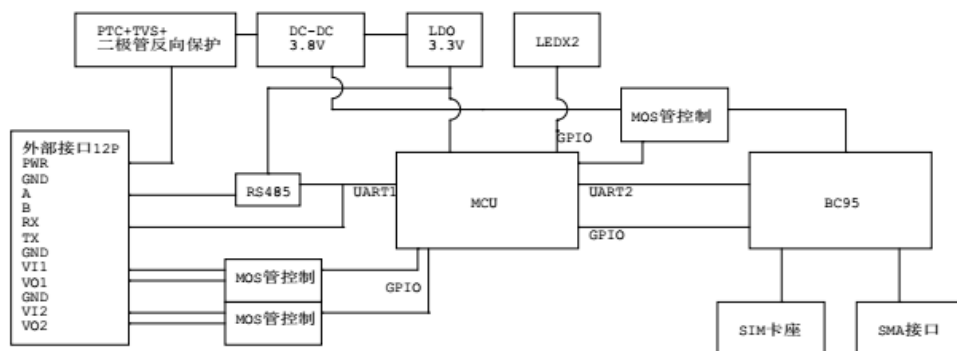 PTC+TVS+
二极管反向保护
DC-DC
3.8V
LDO
3.3V
LEDX2
MOS管控制
GPIO
外部接口12P
PWR
GND
A
B
RX
TX
GND
VI1
VO1
GND
VI2
VO2
RS485
UART1
MCU
UART2
GPIO
BC95
MOS管控制
GPIO
MOS管控制
SIM卡座
SMA接口